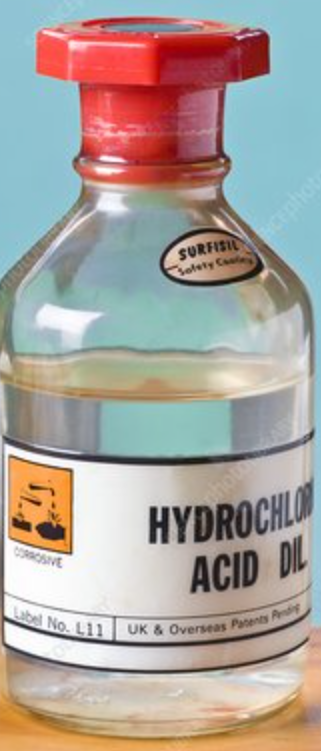 SURFISIL
Safety Coating
CORROSIVE
HYDROCHLOR
ACID DIL.
Label No. L11
UK & Overseas Patents Pending